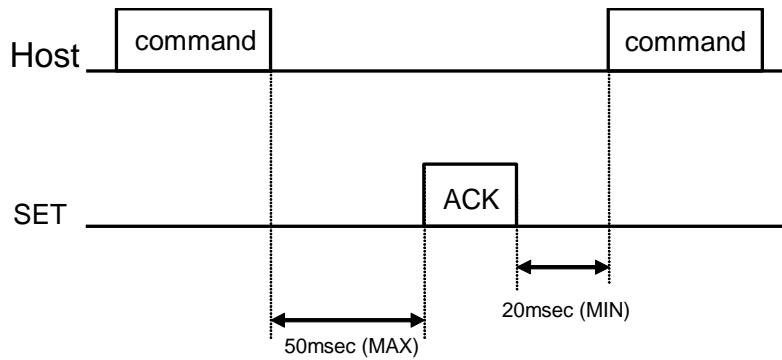 command
command
Host
ACK
SET
20msec (MIN)
50msec (MAX)